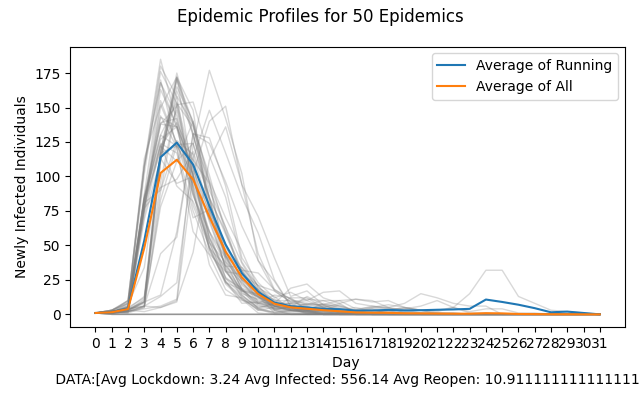 Epidemic Profiles for 50 Epidemics
Average of Running
Average of All
175
150
125
100
75
50
25
0
Newly Infected Individuals
0 1 2 3 4 5 6 7 8 9 10 11 12 13 14 15 16 17 18 19 20 21 22 23 24 25 26 27 28 29 30 31
Day
DATA:[Avg Lockdown: 3.24 Avg Infected: 556.14 Avg Reopen: 10.911111111111111